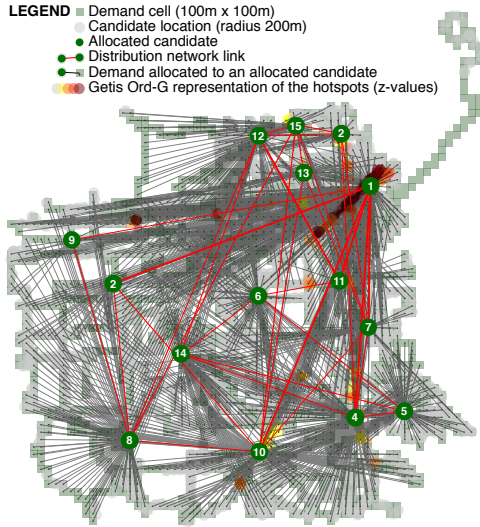 LEGEND Demand cell (100m x 100m)
Candidate location (radius 200m)
Allocated candidate
Distribution network link
Demand allocated to an allocated candidate
Getis Ord-G representation of the hotspots (z-values)
15
12
2
13
1
9
11
2
6
7
14
5
4
8
10